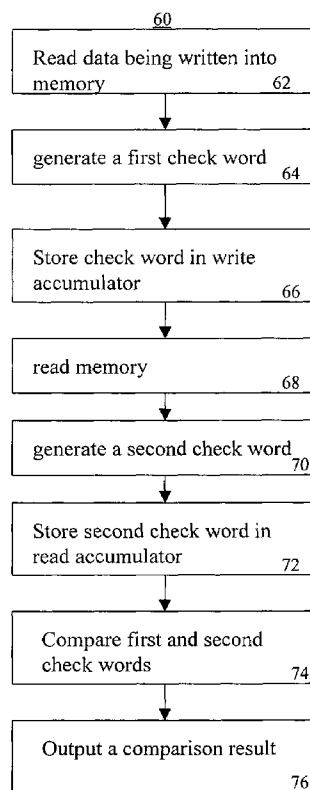 60
Read data being written into
memory
62
generate a first check word
64
Store check word in write
accumulator
66
read memory
68
generate a second check word
70
Store second check word in
read accumulator
72
Compare first and second
check words
74
Output a comparison result
76